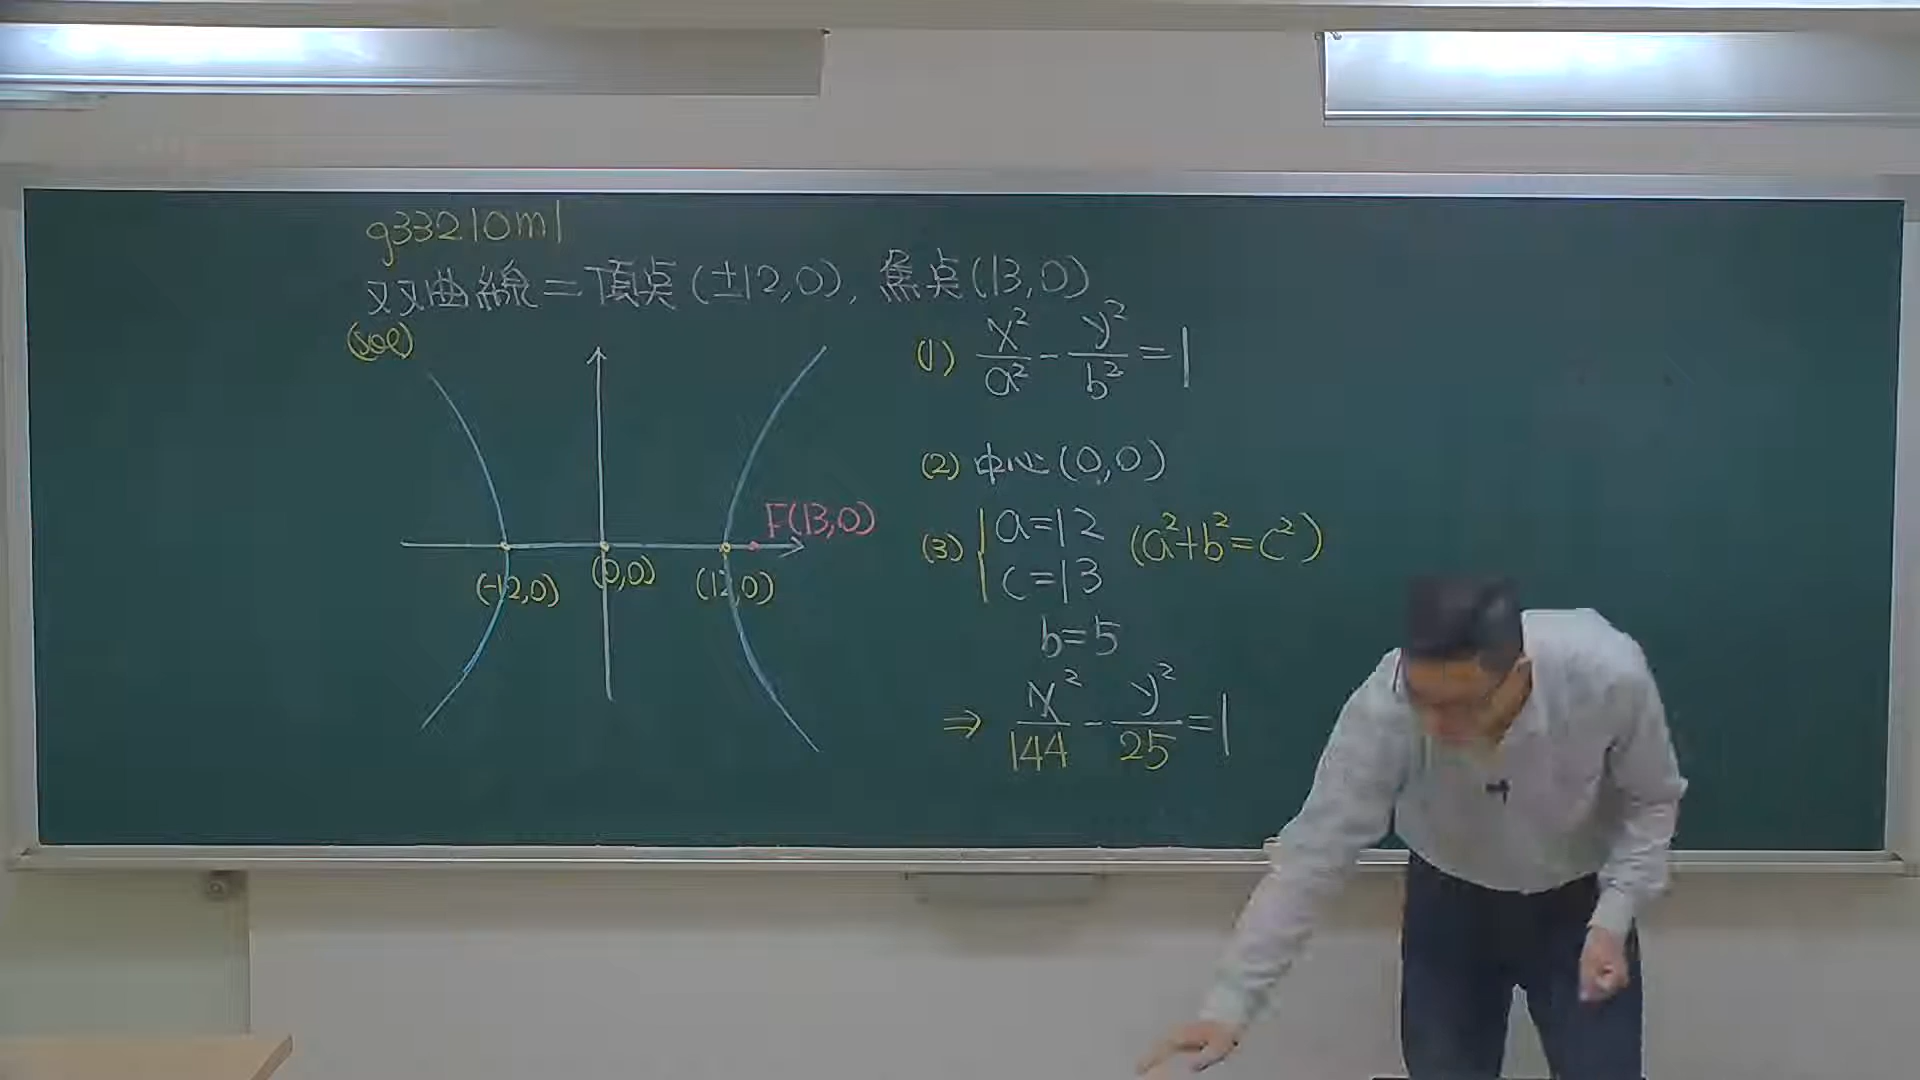 g33210m1
双曲線=頂点(±12,0), 焦点(13,0)
(sol)
F(13,0)
(-12,0) (0,0) (12,0)
(1) x²/a² - y²/b² = 1
(2) 中心(0,0)
(3) a=12 (a²+b²=c²)
c=13
b=5
⇒ x²/144 - y²/25 = 1